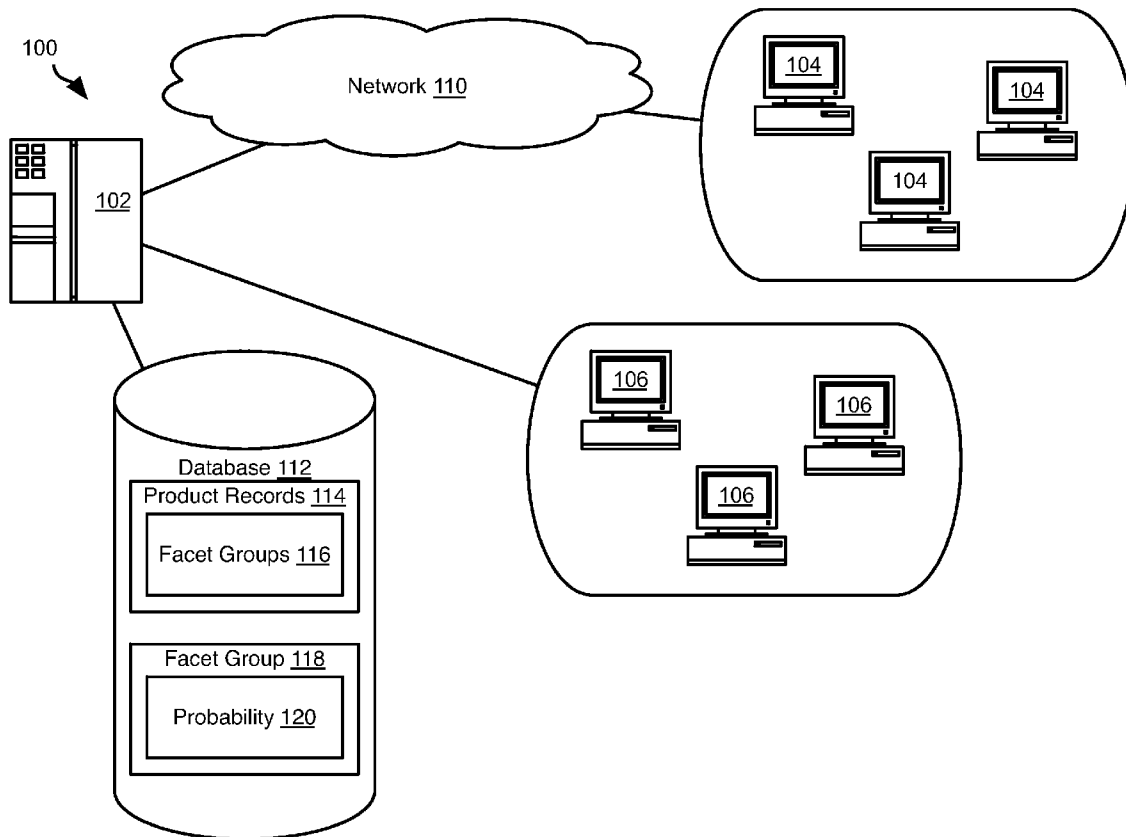 100
Network 110
104
104
104
102
106
106
106
Database 112
Product Records 114
Facet Groups 116
Facet Group 118
Probability 120